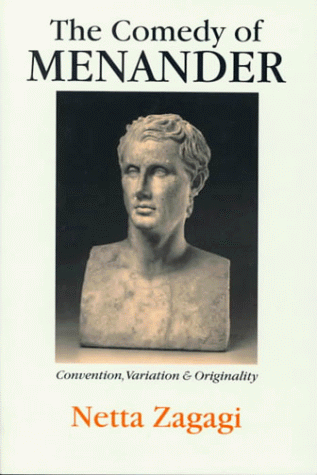 The Comedy of
MENANDER
Convention, Variation & Originality
Netta Zagagi